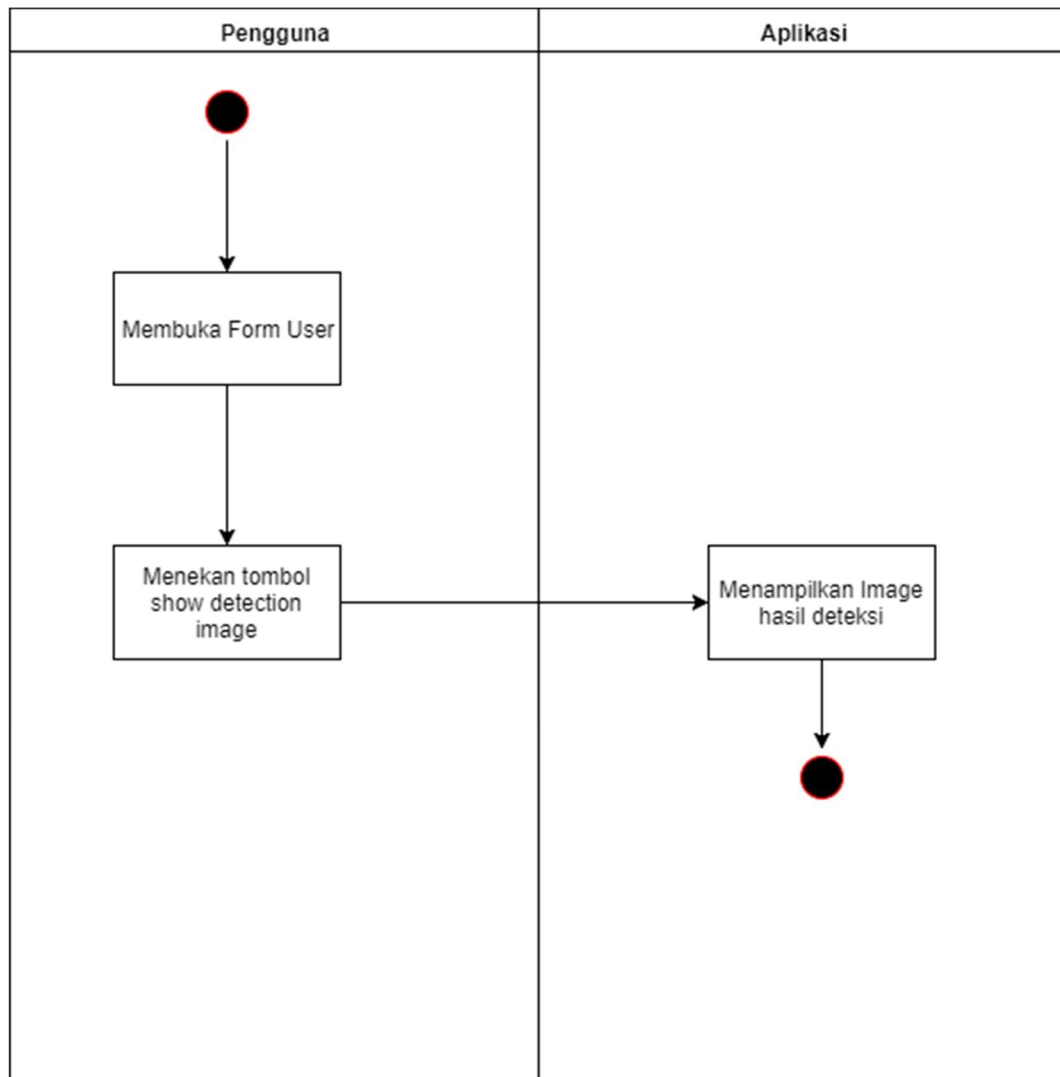 Pengguna
Aplikasi
Membuka Form User
Menekan tombol
show detection
image
Menampilkan Image
hasil deteksi